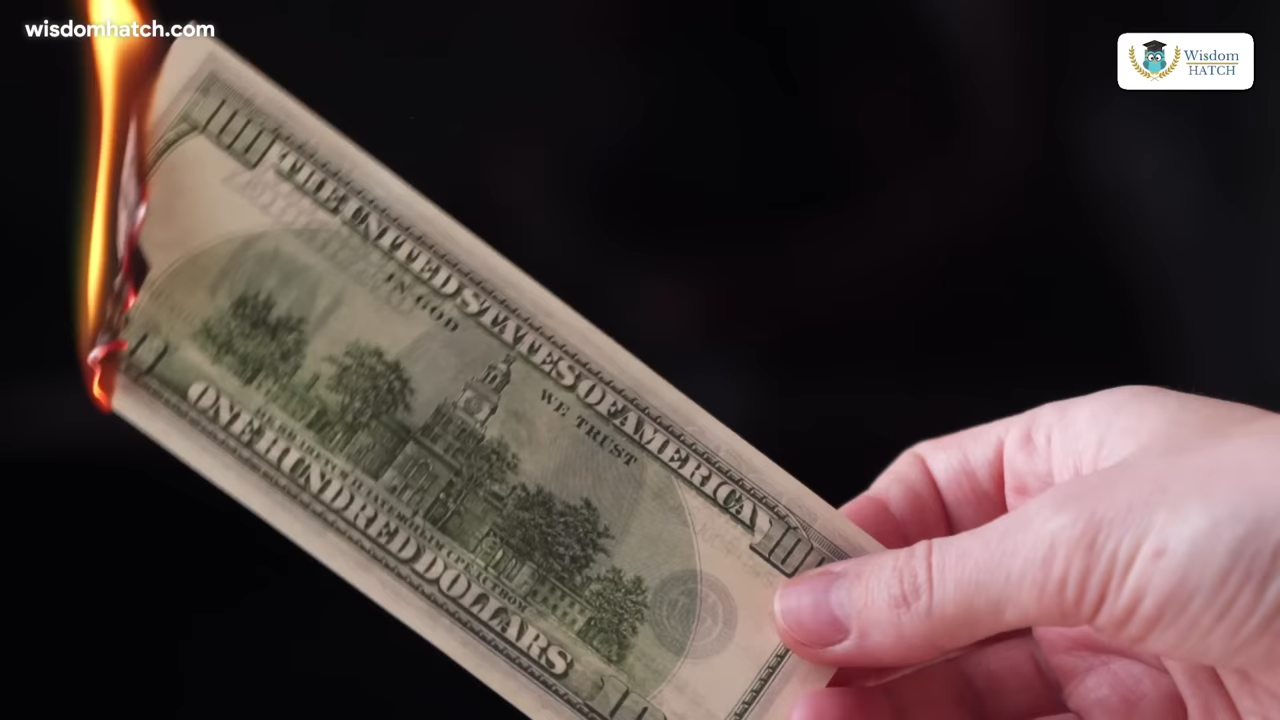 wisdomhatch.com
Wisdom
HATCH
100
THE UNITED STATES OF AMERICA
IN GOD
WE TRUST
ONE HUNDRED DOLLARS